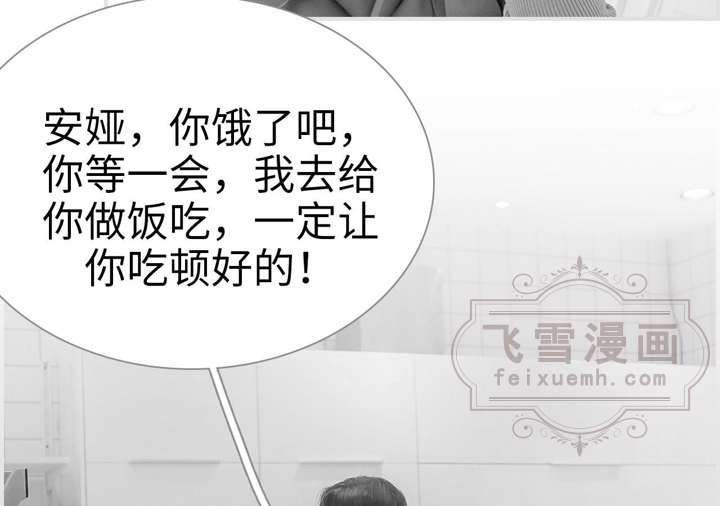 安娅，你饿了吧，
你等一会，我去给
你做饭吃，一定让
你吃顿好的！
飞雪漫画
feixuemh.com